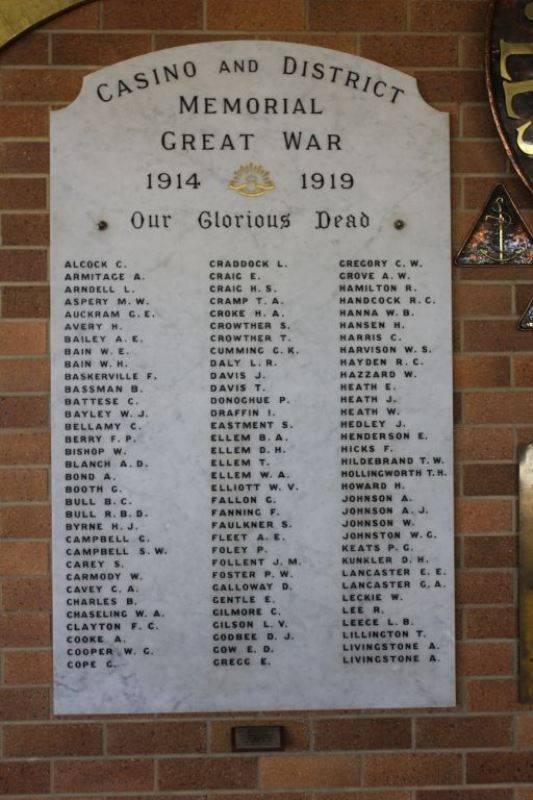 CASINO AND DISTRICT
MEMORIAL
GREAT WAR
1914 1919
Our Glorious Dead
ALCOCK C.
ARMITAGE A.
ARNDELL L.
ASPERY M. W.
AUCKRAM G. E.
AVERY H.
BAILEY A. E.
BAIN W. E.
BAIN W. H.
BASKERVILLE F.
BASSMAN B.
BATTESE C.
BAYLEY W. J.
BELLAMY C.
BERRY F. P.
BISHOP W.
BLANCH A. D.
BOND A.
BOOTH G.
BULL B. C.
BULL R. B. D.
BYRNE H. J.
CAMPBELL G.
CAMPBELL S. W.
CAREY S.
CARMODY W.
CAVEY C. A.
CHARLES B.
CHASELING W. A.
CLAYTON F. C.
COOKE A.
COOPER W. G.
COPE G.
CRADDOCK L.
CRAIG E.
CRAIG H. S.
CRAMP T. A.
CROKE H. A.
CROWTHER S.
CROWTHER T.
CUMMING G. K.
DALY L. R.
DAVIS J.
DAVIS T.
DONOGHUE P.
DRAFFIN I.
EASTMENT S.
ELLEM B. A.
ELLEM D. H.
ELLEM T.
ELLEM W. A.
ELLIOTT W. V.
FALLON G.
FANNING F.
FAULKNER S.
FLEET A. E.
FOLEY P.
FOLLENT J. M.
FOSTER P. W.
GALLOWAY D.
GENTLE E.
GILMORE C.
GILSON L. V.
GODBEE D. J.
GOW E. D.
GREGG E.
GREGORY C. W.
GROVE A. W.
HAMILTON R.
HANDCOCK R. C.
HANNA W. B.
HANSEN H.
HARRIS C.
HARVISON W. S.
HAYDEN R. C.
HAZZARD W.
HEATH E.
HEATH J.
HEATH W.
HEDLEY J.
HENDERSON E.
HICKS F.
HILDEBRAND T. W.
HOLLINGWORTH T. H.
HOWARD H.
JOHNSON A.
JOHNSON A. J.
JOHNSON W.
JOHNSTON W. G.
KEATS P. G.
KUNKLER D. H.
LANCASTER E. E.
LANCASTER G. A.
LECKIE W.
LEE R.
LEECE L. B.
LILLINGTON T.
LIVINGSTONE A.
LIVINGSTONE A.